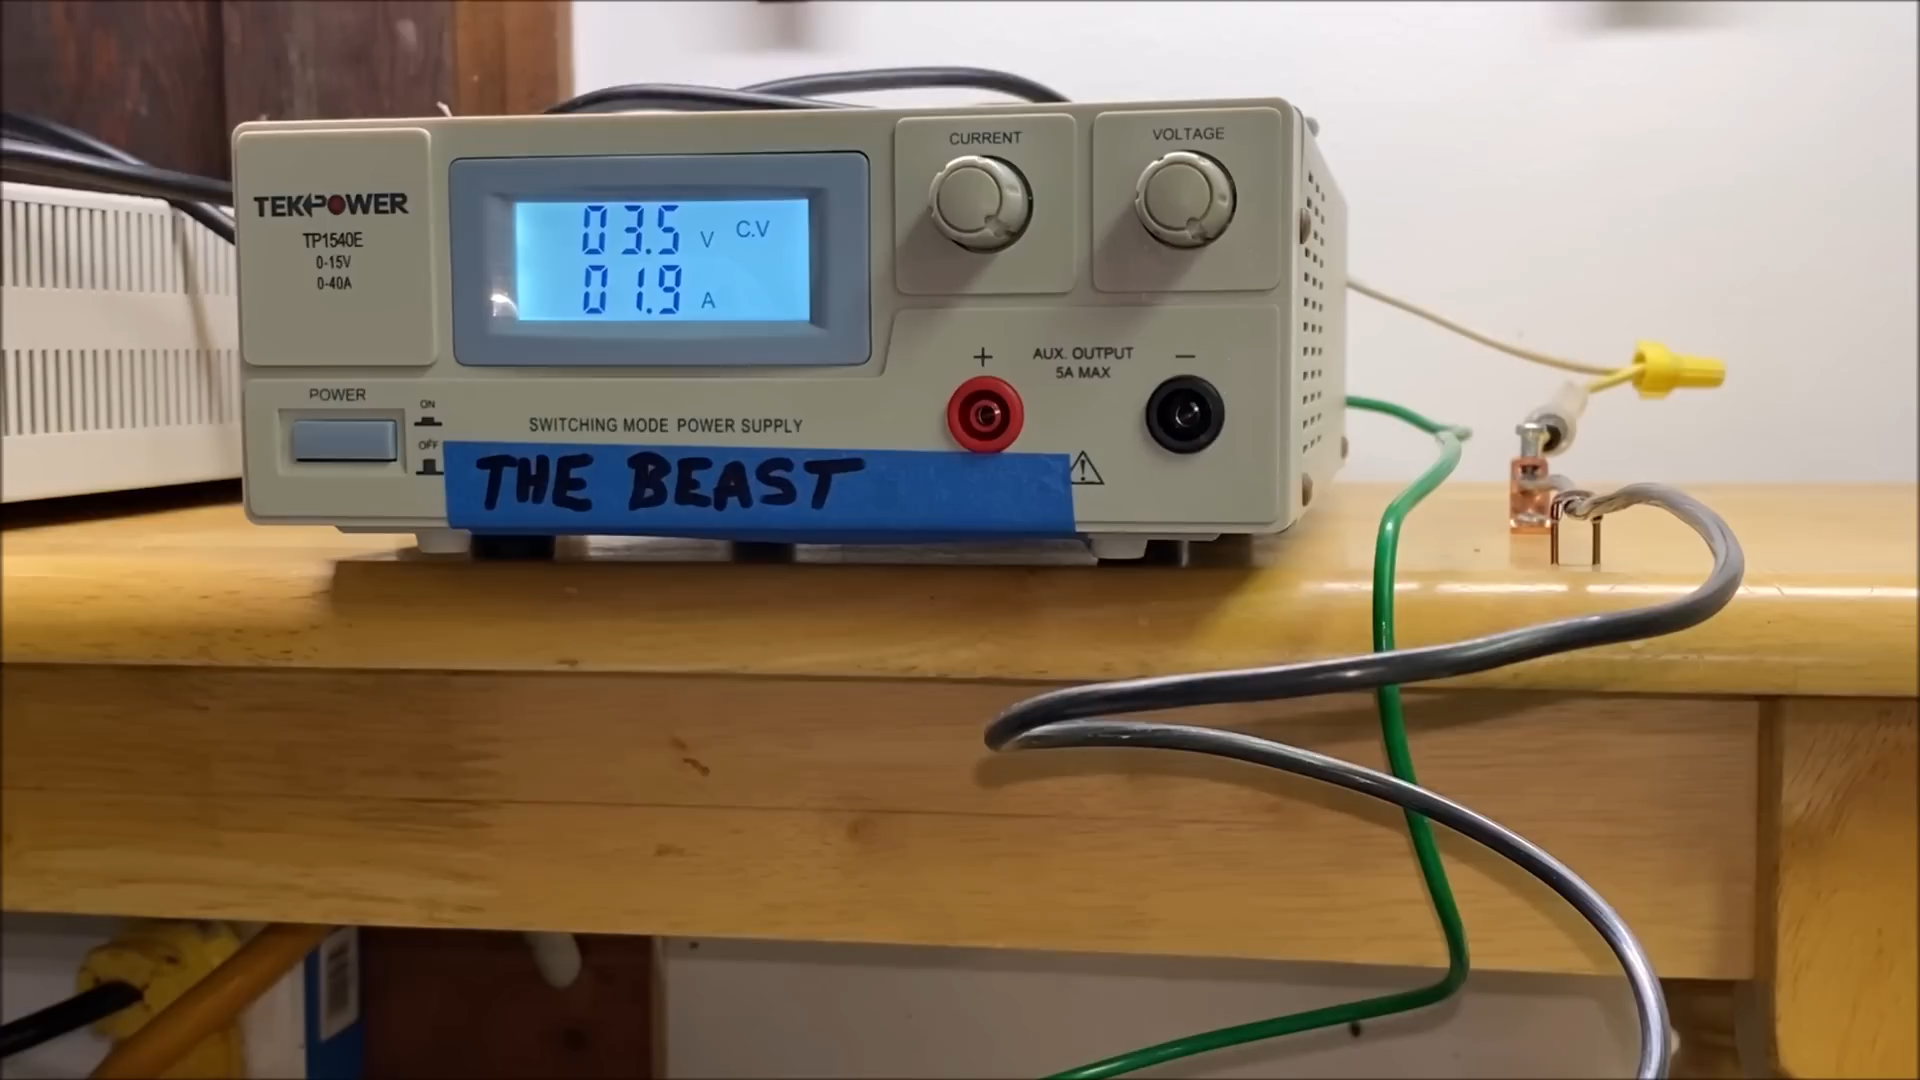 TEKPOWER
TP1540E
0-15V
0-40A
03.5 V C.V
01.9 A
CURRENT
VOLTAGE
POWER
ON
OFF
SWITCHING MODE POWER SUPPLY
+
AUX. OUTPUT
5A MAX
−
THE BEAST